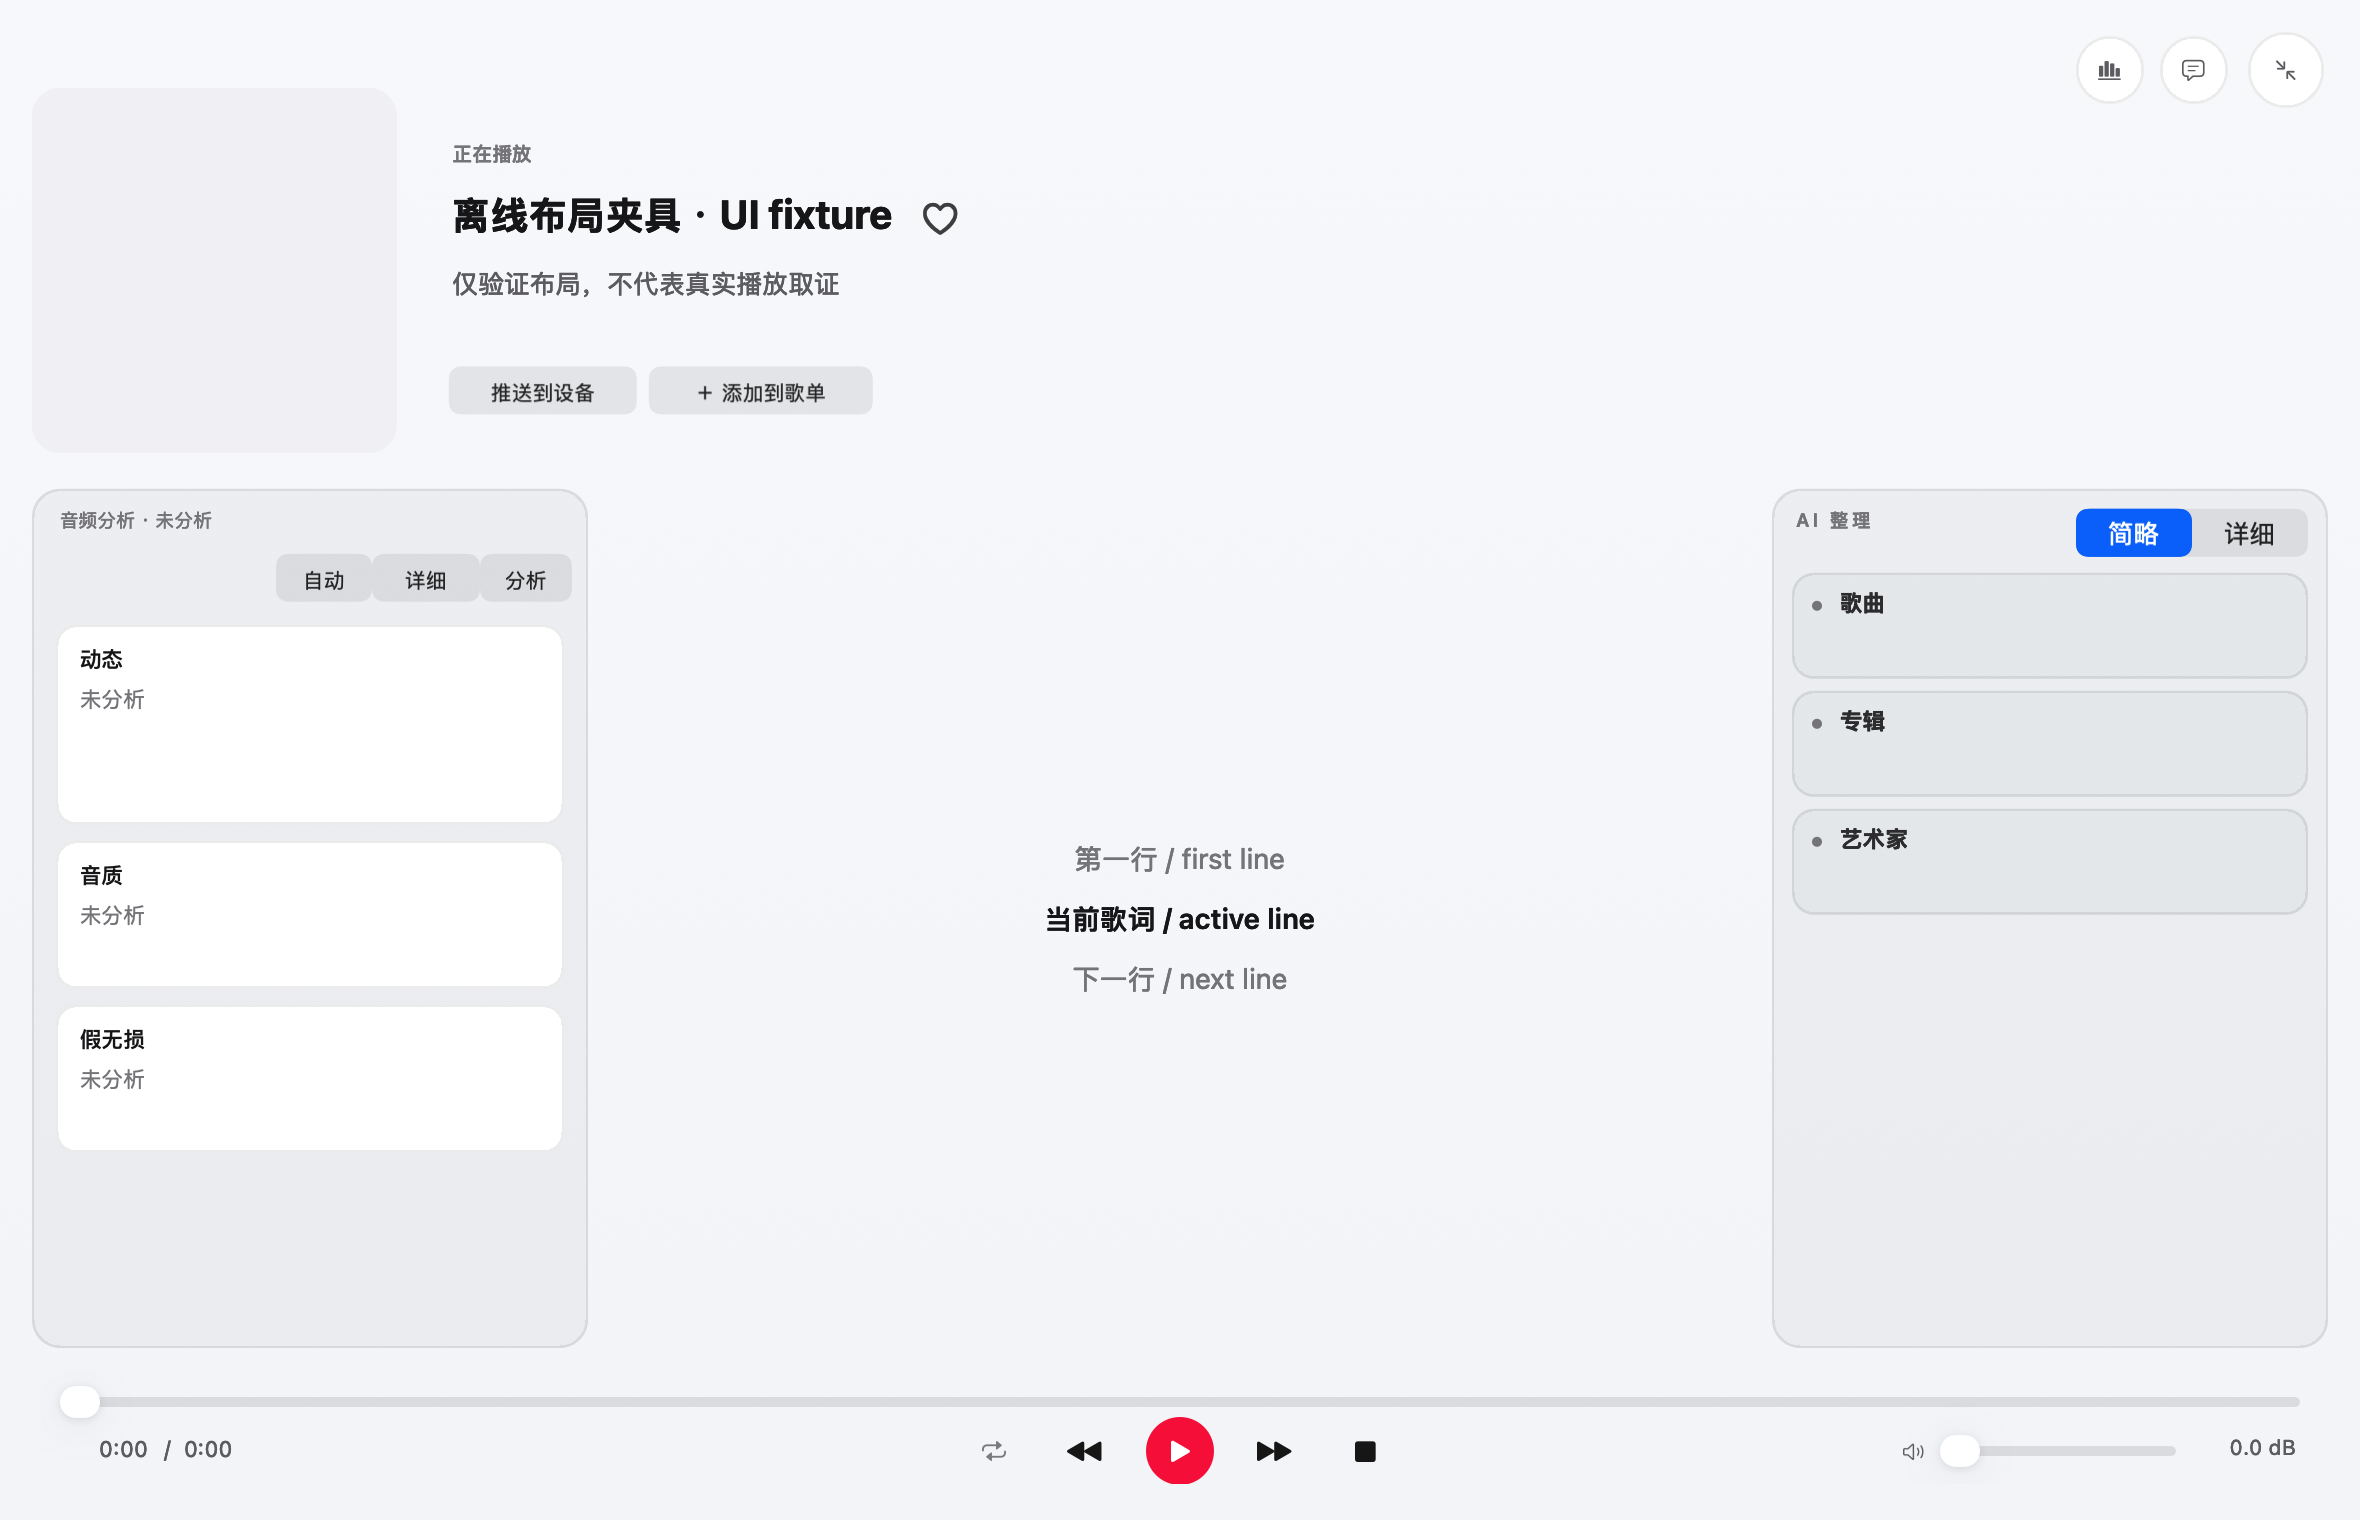 正在播放
离线布局夹具 · UI fixture
仅验证布局，不代表真实播放取证
推送到设备
+ 添加到歌单
音频分析 · 未分析
自动
详细
分析
动态
未分析
音质
未分析
假无损
未分析
第一行 / first line
当前歌词 / active line
下一行 / next line
AI 整理
简略
详细
歌曲
专辑
艺术家
0:00 / 0:00
0.0 dB